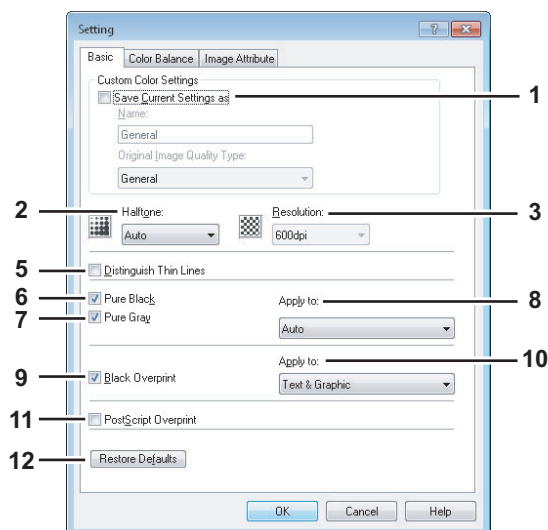 Setting
Basic Color Balance Image Attribute
Custom Color Settings
Save Current Settings as
1
Name:
General
Original Image Quality Type:
General
2
Halftone:
Resolution:
3
Auto
600dpi
5
Distinguish Thin Lines
6
Pure Black
Apply to:
8
7
Pure Gray
Auto
Apply to:
10
9
Black Overprint
Text & Graphic
11
PostScript Overprint
12
Restore Defaults
OK Cancel Help